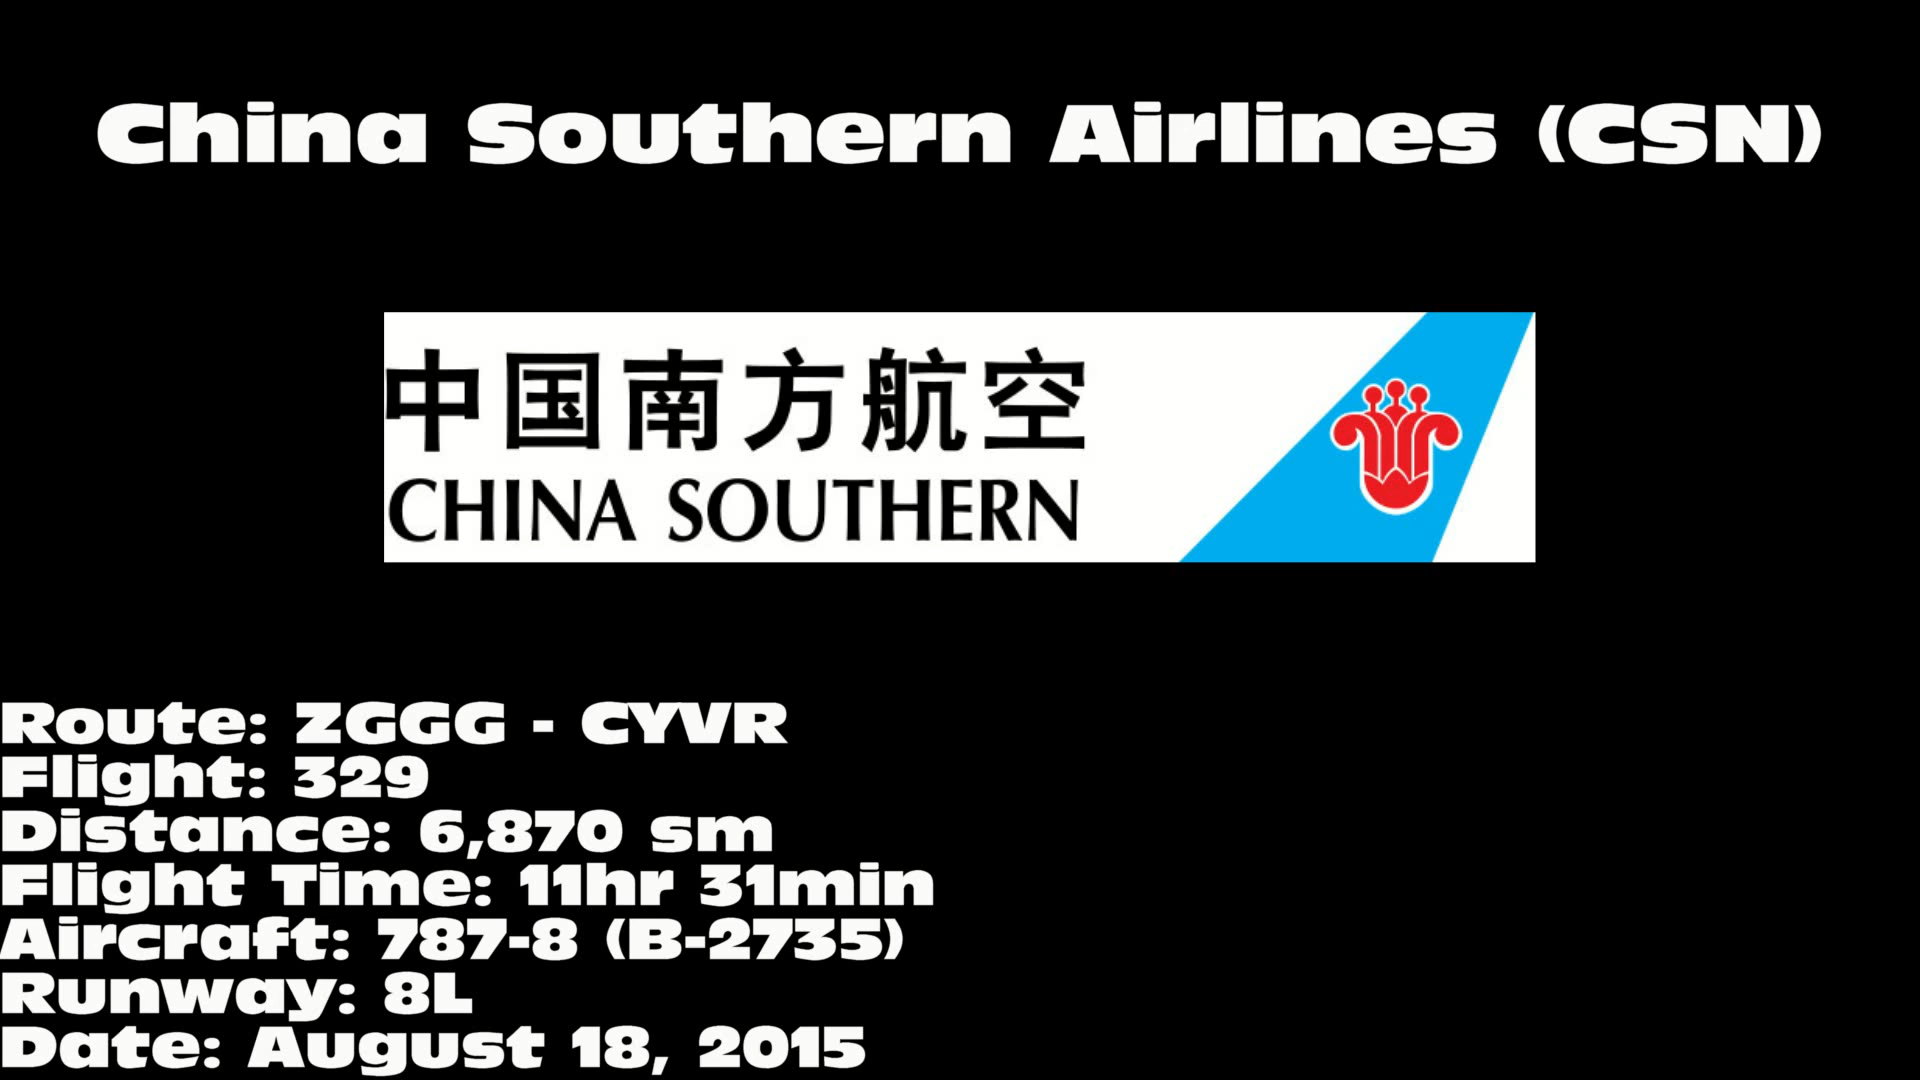 China Southern Airlines (CSN)
中国南方航空
CHINA SOUTHERN
Route: ZGGG - CYVR
Flight: 329
Distance: 6,870 sm
Flight Time: 11hr 31min
Aircraft: 787-8 (B-2735)
Runway: 8L
Date: August 18, 2015